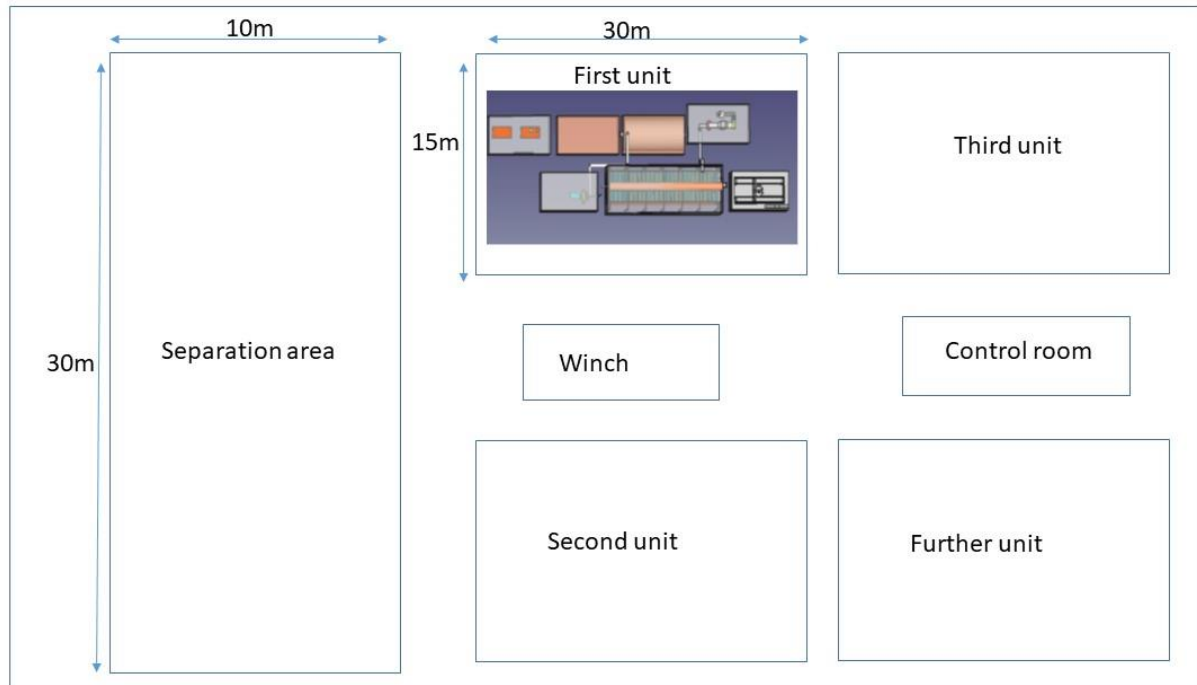 10m
30m
First unit
15m
Third unit
30m
Separation area
Winch
Control room
Second unit
Further unit